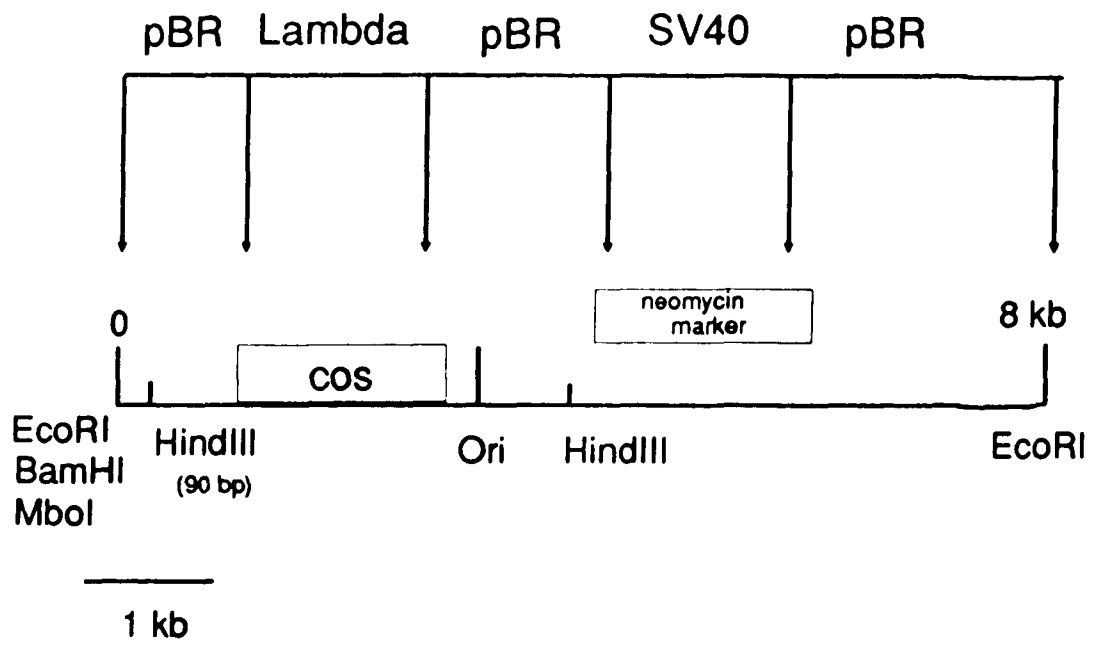 pBR Lambda pBR SV40 pBR
neomycin
marker
0
8 kb
cos
EcoRI
BamHI
MboI
HindIII
(90 bp)
Ori
HindIII
EcoRI
1 kb